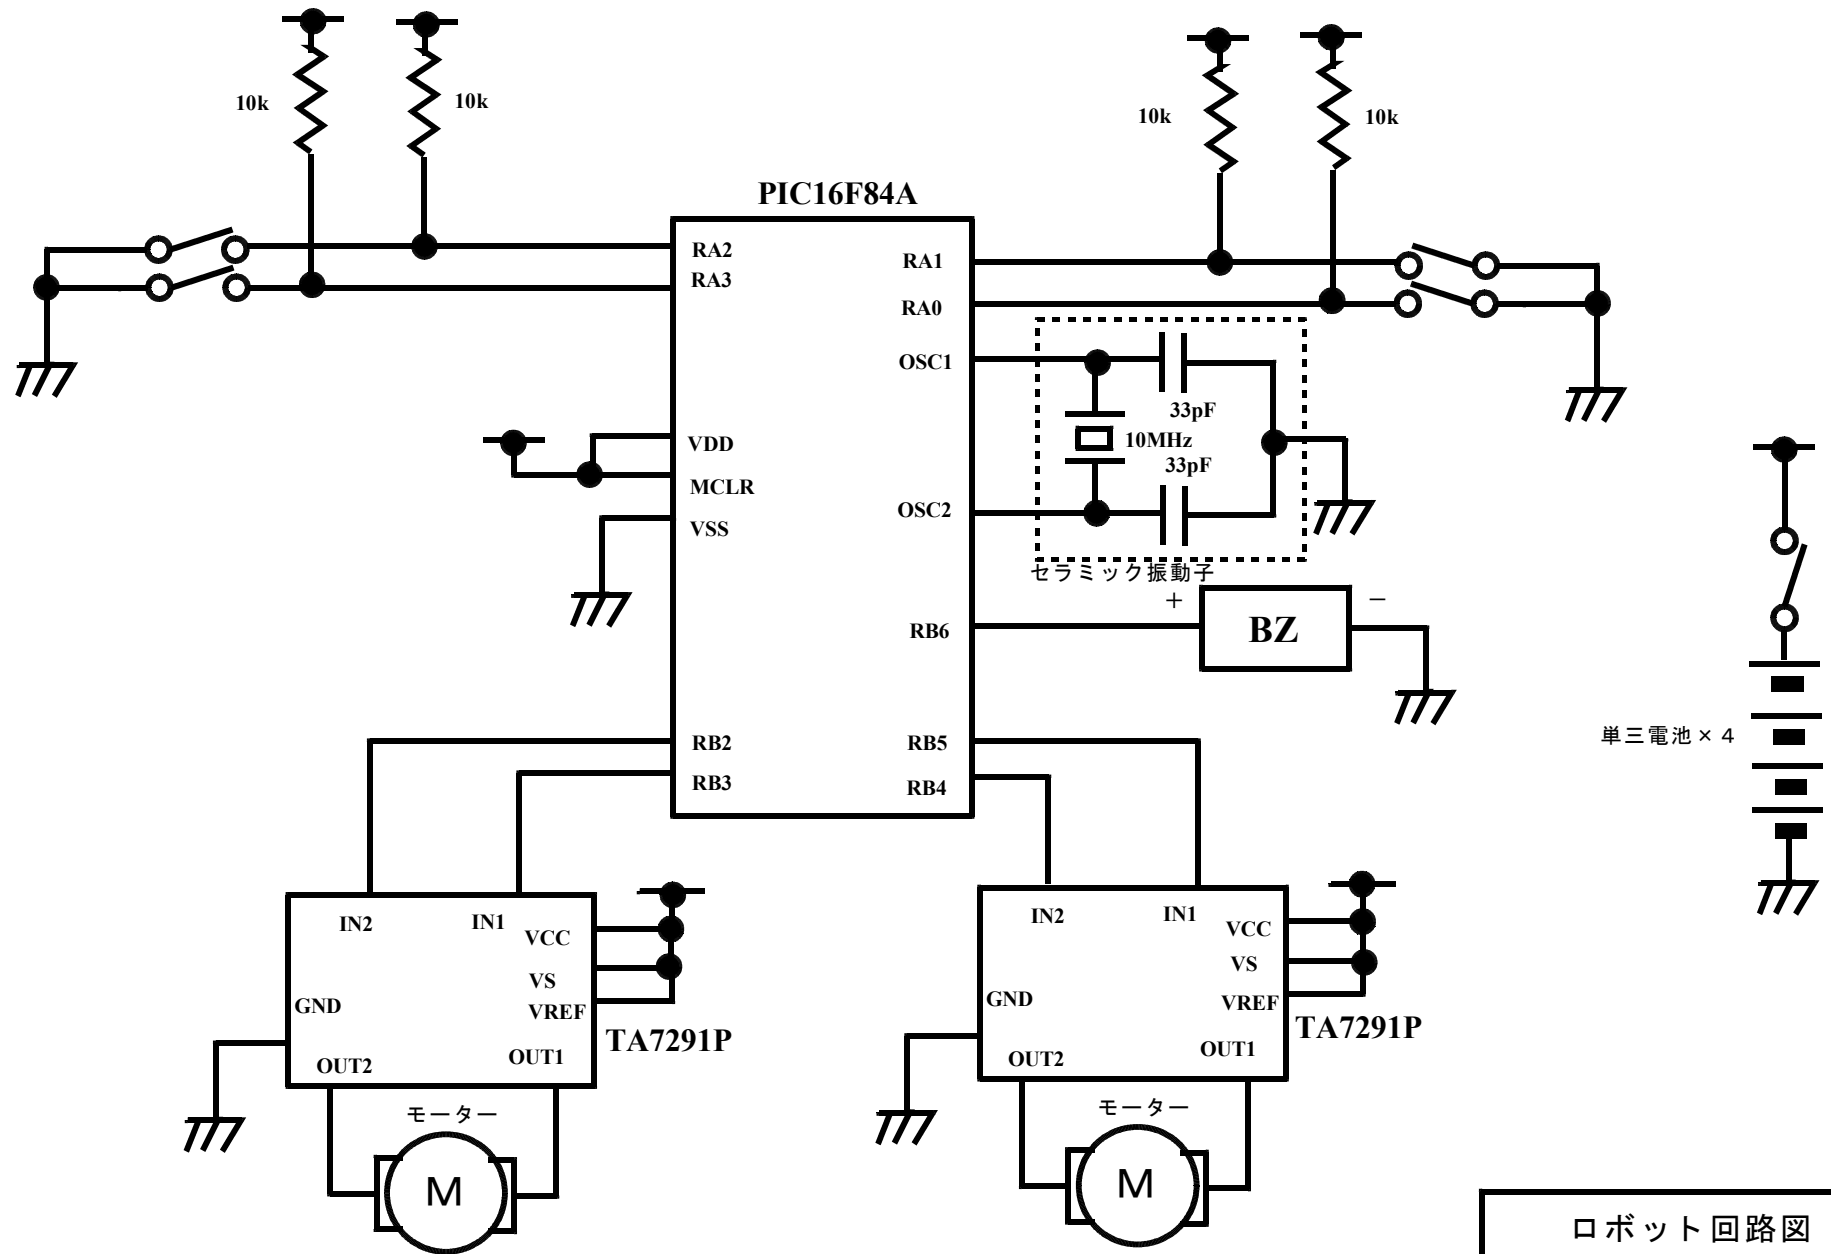 10k
10k
10k
10k
PIC16F84A
RA2
RA3
RA1
RA0
OSC1
33pF
10MHz
33pF
VDD
MCLR
VSS
OSC2
セラミック振動子
+
−
RB6
BZ
RB2
RB3
RB5
RB4
単三電池×４
IN2
IN1
VCC
VS
VREF
GND
OUT2
OUT1
TA7291P
モーター
M
IN2
IN1
VCC
VS
VREF
GND
OUT2
OUT1
TA7291P
モーター
M
ロボット回路図